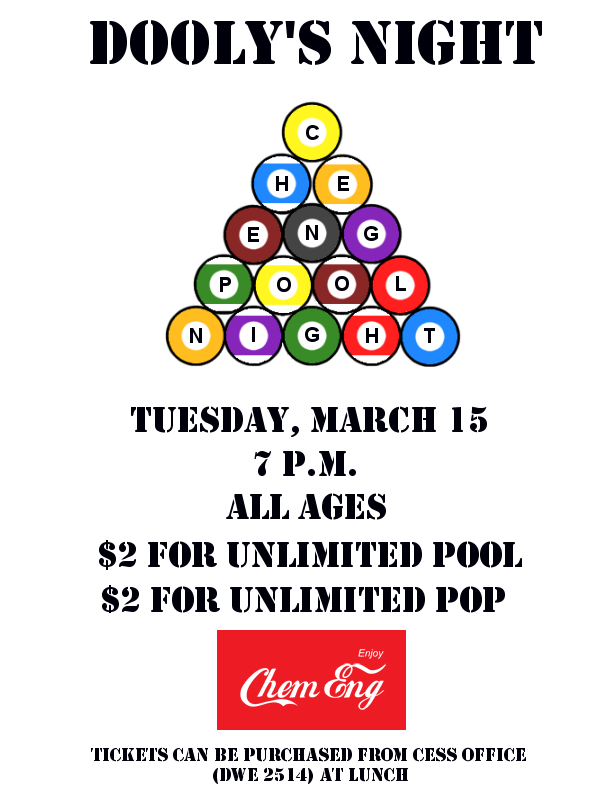 DOOLY'S NIGHT
C
H E
E N G
P O O L
N I G H T
TUESDAY, MARCH 15
7 P.M.
ALL AGES
$2 FOR UNLIMITED POOL
$2 FOR UNLIMITED POP
Enjoy
Chem Eng
TICKETS CAN BE PURCHASED FROM CESS OFFICE
(DWE 2514) AT LUNCH